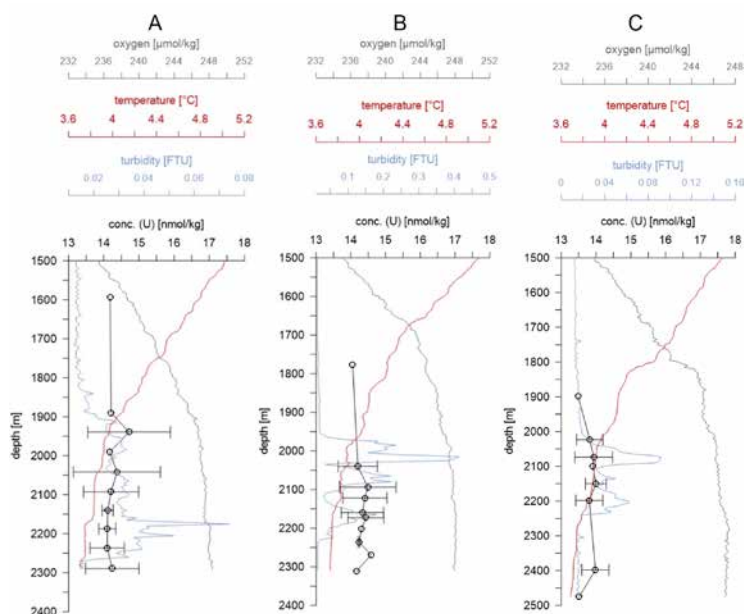 A B C
oxygen [μmol/kg] oxygen [μmol/kg] oxygen [μmol/kg]
232 237 242 247 252 232 236 240 244 248 252 232 236 240 244 248
temperature [°C] temperature [°C] temperature [°C]
3.6 4 4.4 4.8 5.2 3.6 4 4.4 4.8 5.2 3.6 4 4.4 4.8 5.2
turbidity [FTU] turbidity [FTU] turbidity [FTU]
0.02 0.04 0.06 0.08 0.1 0.2 0.3 0.4 0.5 0 0.04 0.09 0.12 0.16
conc. (U) [nmol/kg] conc. (U) [nmol/kg] conc. (U) [nmol/kg]
13 14 15 16 17 18 13 14 15 16 17 18 13 14 15 16 17 18
1500 1500 1500
1600 1600 1600
1700 1700 1700
1800 1800 1800
1900 1900 1900
2000 2000 2000
2100 2100 2100
2200 2200 2200
2300 2300 2300
2400 2400 2400
2500
depth [m] depth [m] depth [m]